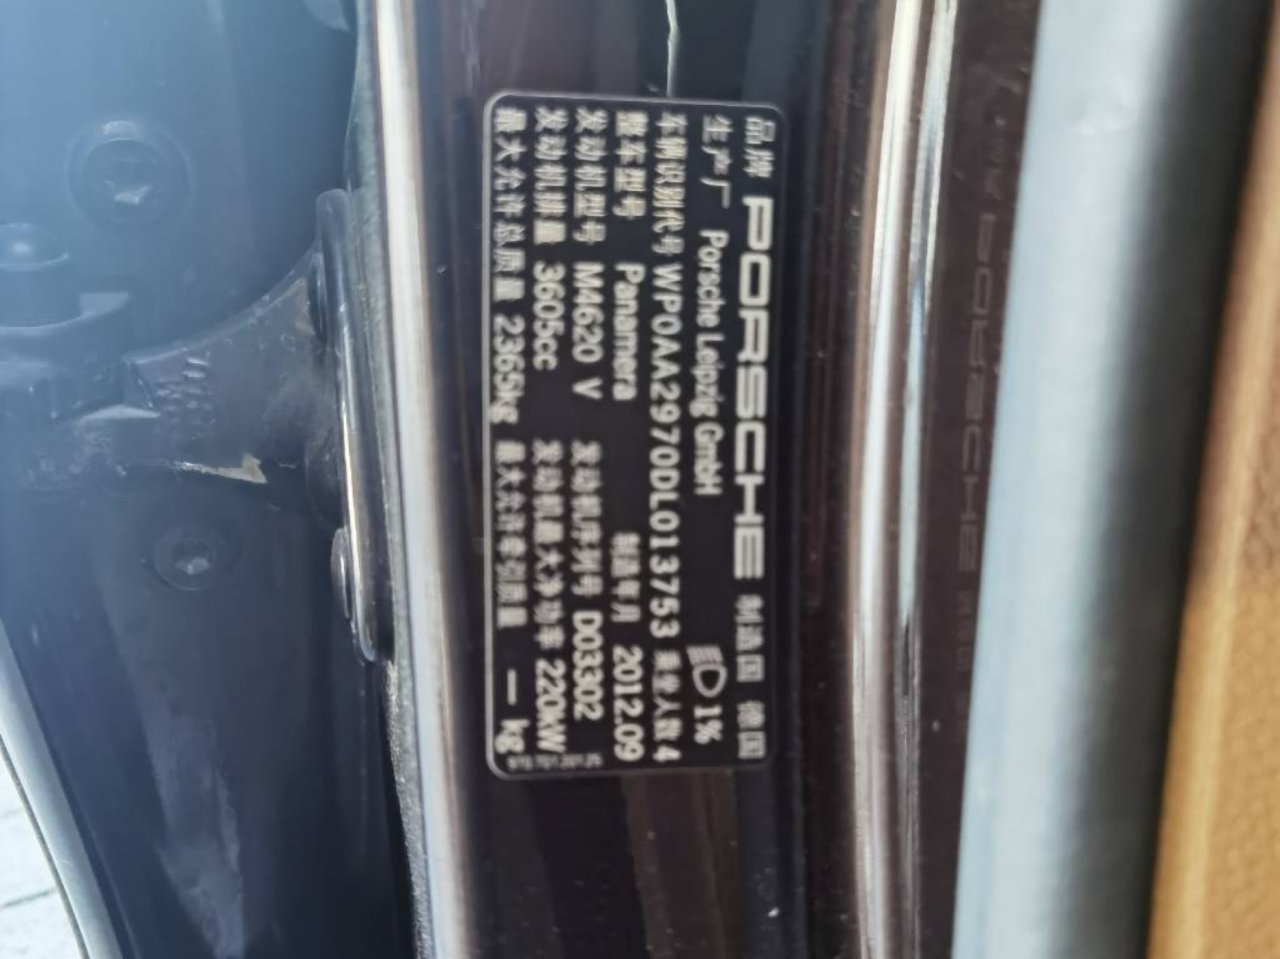 品牌 PORSCHE 制造国 德国
生产厂 Porsche Leipzig GmbH 1%
车辆识别代号 WP0AA2970DL013753 乘坐人数 4
整车型号 Panamera 制造年月 2012.09
发动机型号 M4620 V 发动机序列号 D03302
发动机排量 3605cc 发动机最大净功率 220kW
最大允许总质量 2365kg 最大允许牵引质量 — kg